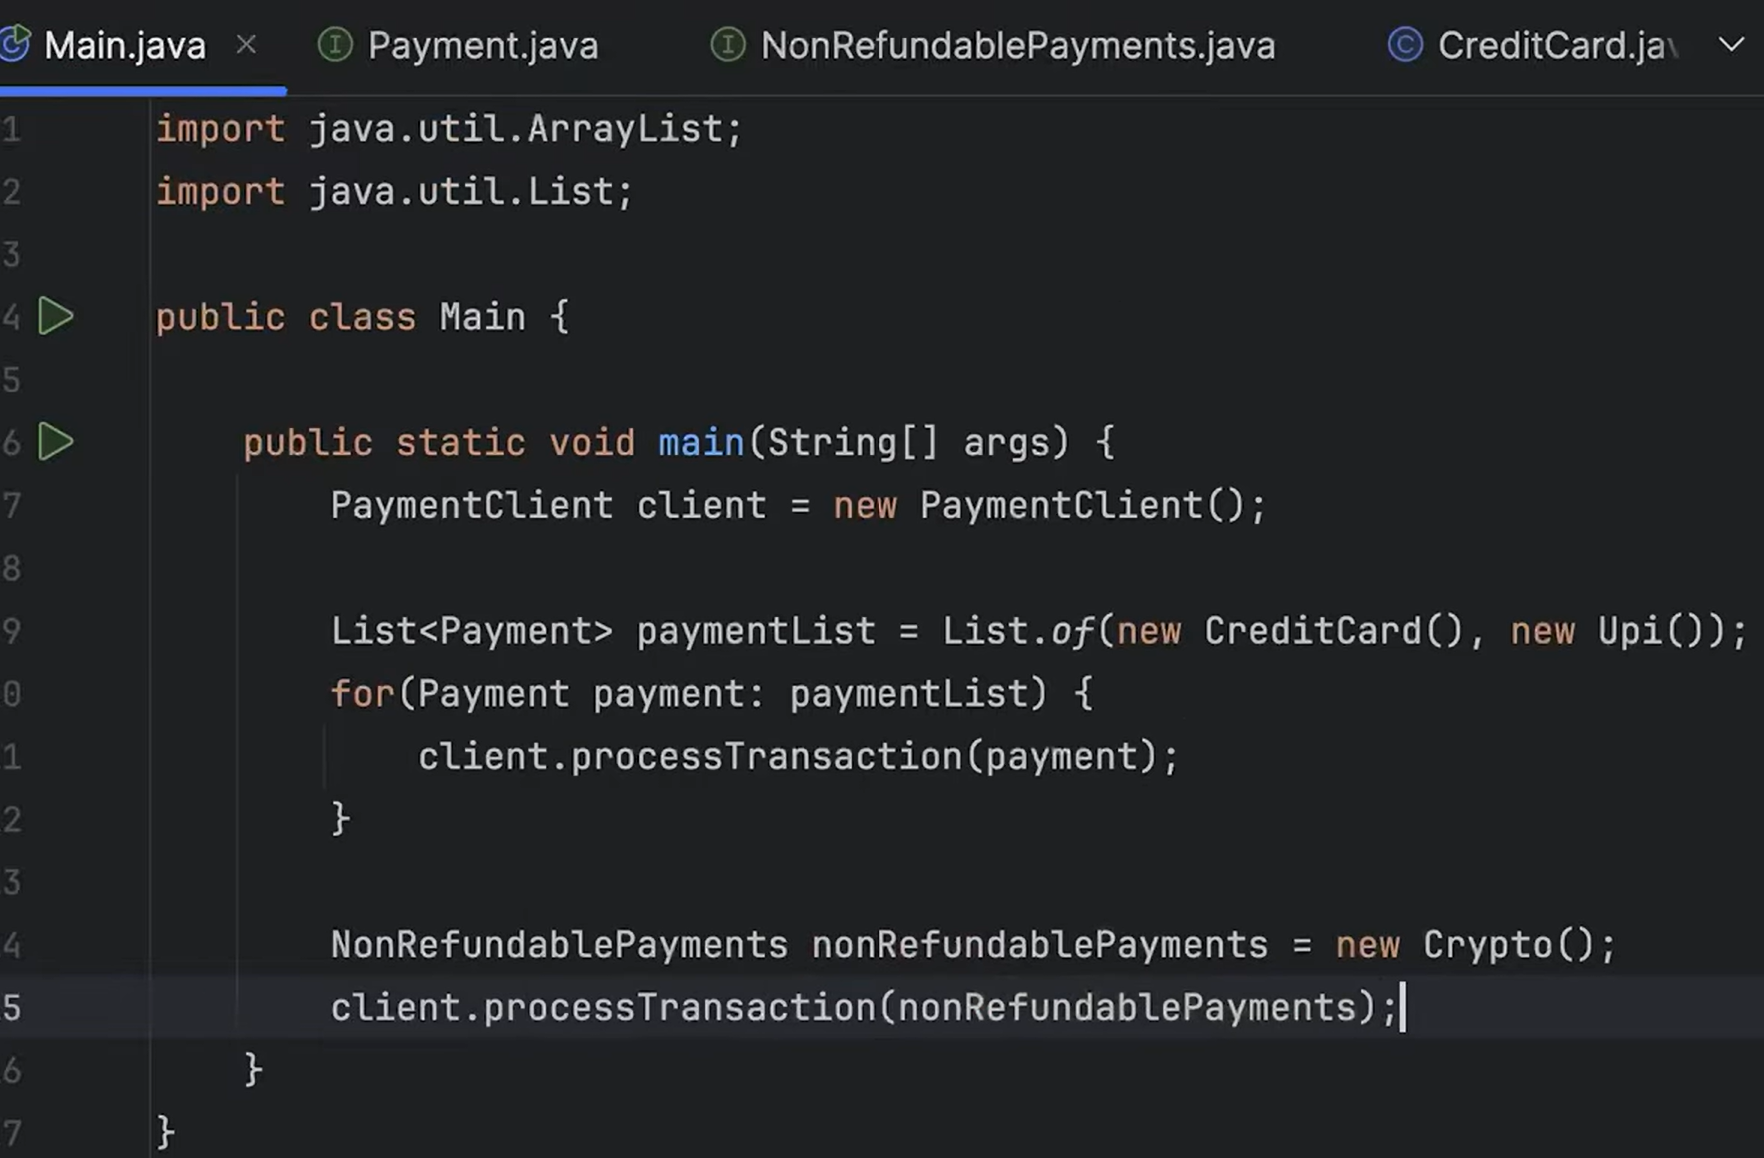 Main.java
Payment.java
NonRefundablePayments.java
CreditCard.ja
1 import java.util.ArrayList;
2 import java.util.List;
3
4 public class Main {
5
6     public static void main(String[] args) {
7         PaymentClient client = new PaymentClient();
8
9         List<Payment> paymentList = List.of(new CreditCard(), new Upi());
0         for(Payment payment: paymentList) {
1             client.processTransaction(payment);
2         }
3
4         NonRefundablePayments nonRefundablePayments = new Crypto();
5         client.processTransaction(nonRefundablePayments);
6     }
7 }